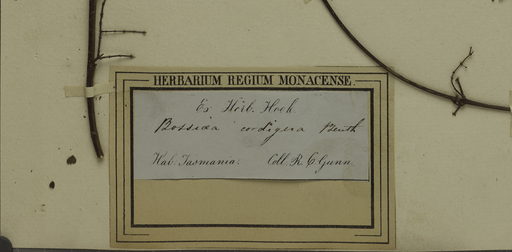 HERBARIUM REGIUM MONACENSE.
Ex Herb. Hook
Bossiaea cordigera Benth
Hab. Tasmania. Coll. R. C. Gunn